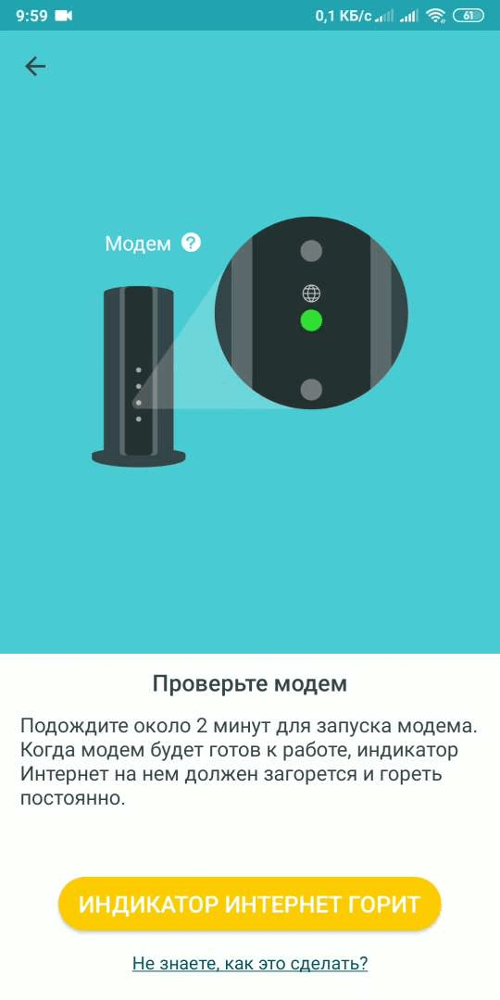 9:59
0,1 КБ/с
61
Модем ?
Проверьте модем
Подождите около 2 минут для запуска модема.
Когда модем будет готов к работе, индикатор
Интернет на нем должен загорется и гореть
постоянно.
ИНДИКАТОР ИНТЕРНЕТ ГОРИТ
Не знаете, как это сделать?